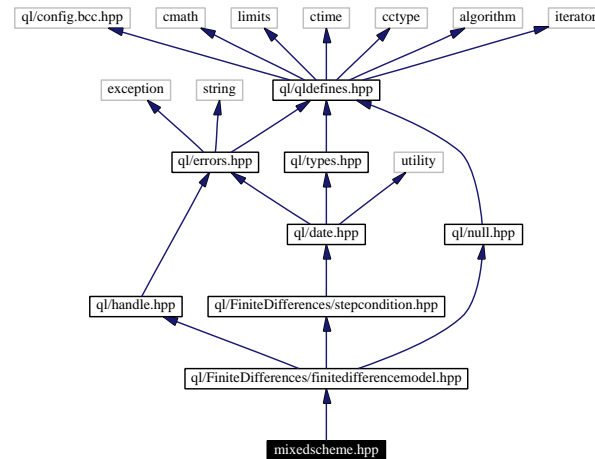 ql/config.bcc.hpp cmath limits ctime cctype algorithm iterator
exception string ql/qldefines.hpp
ql/errors.hpp ql/types.hpp utility
ql/date.hpp ql/null.hpp
ql/handle.hpp ql/FiniteDifferences/stepcondition.hpp
ql/FiniteDifferences/finitedifferencemodel.hpp
mixedscheme.hpp